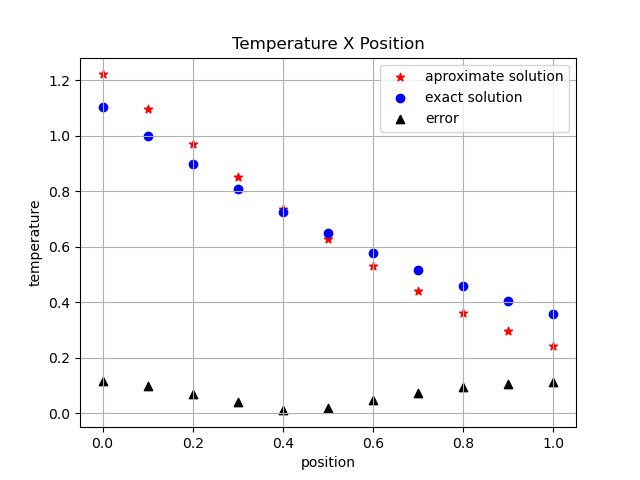 Temperature X Position
aproximate solution
exact solution
error
temperature
1.2
1.0
0.8
0.6
0.4
0.2
0.0
0.0 0.2 0.4 0.6 0.8 1.0
position